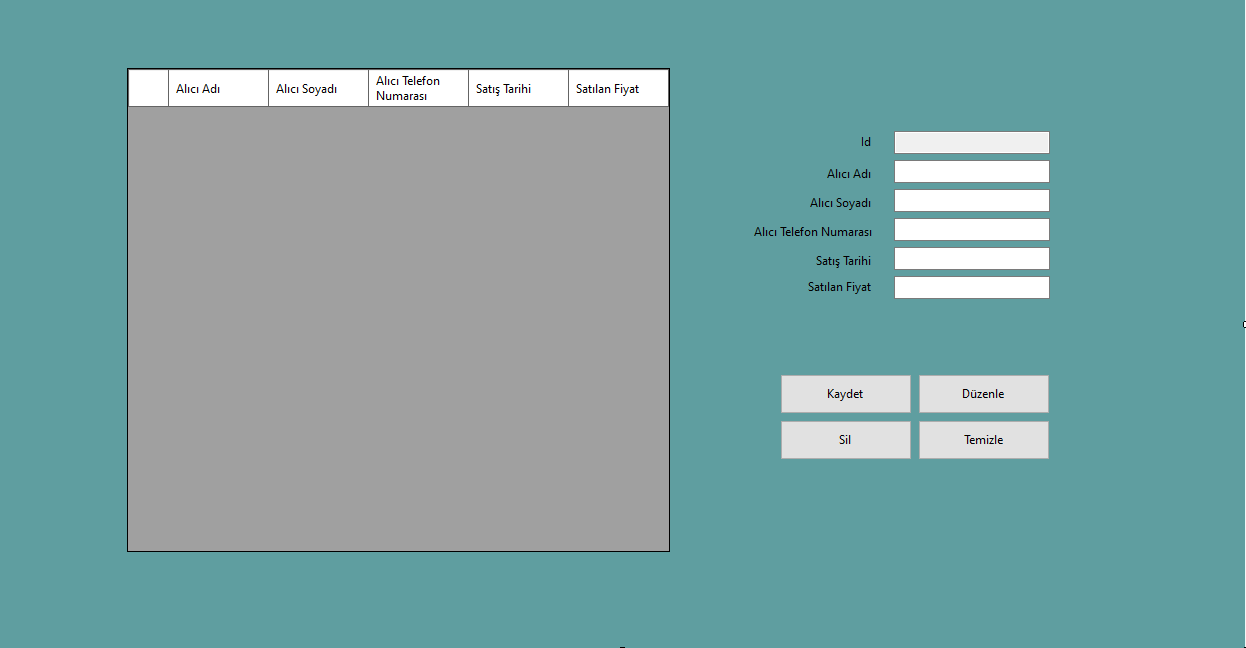 Alıcı Adı
Alıcı Soyadı
Alıcı Telefon
Numarası
Satış Tarihi
Satılan Fiyat
Id
Alıcı Adı
Alıcı Soyadı
Alıcı Telefon Numarası
Satış Tarihi
Satılan Fiyat
Kaydet
Düzenle
Sil
Temizle